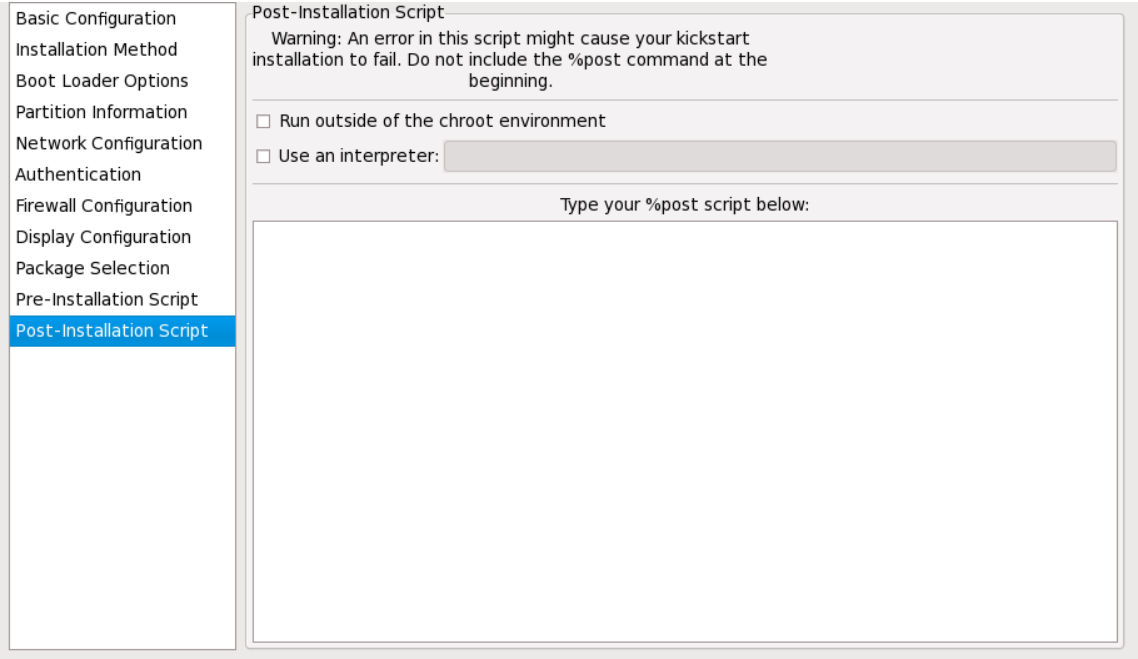 Basic Configuration
Installation Method
Boot Loader Options
Partition Information
Network Configuration
Authentication
Firewall Configuration
Display Configuration
Package Selection
Pre-Installation Script
Post-Installation Script
Post-Installation Script
Warning: An error in this script might cause your kickstart
installation to fail. Do not include the %post command at the
beginning.
Run outside of the chroot environment
Use an interpreter:
Type your %post script below: